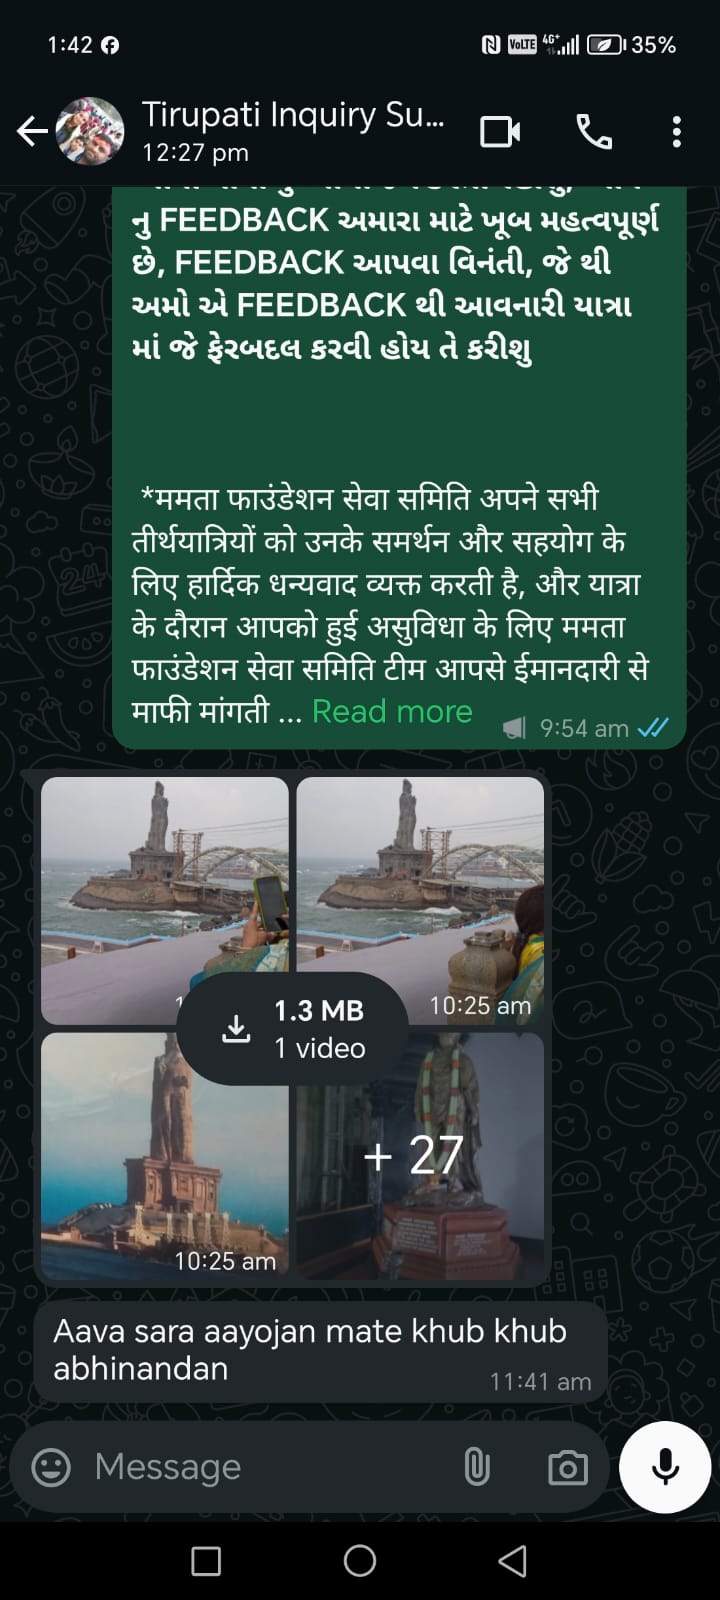 1:42
VoLTE 4G+ 35%
Tirupati Inquiry Su...
12:27 pm
નુ FEEDBACK અમારા માટે ખૂબ મહત્વપૂર્ણ
છે, FEEDBACK આપવા વિનંતી, જે થી
અમો એ FEEDBACK થી આવનારી યાત્રા
માં જે ફેરબદલ કરવી હોય તે કરીશુ
*ममता फाउंडेशन सेवा समिति अपने सभी
तीर्थयात्रियों को उनके समर्थन और सहयोग के
लिए हार्दिक धन्यवाद व्यक्त करती है, और यात्रा
के दौरान आपको हुई असुविधा के लिए ममता
फाउंडेशन सेवा समिति टीम आपसे ईमानदारी से
माफी मांगती ... Read more
9:54 am
10:25 am
1.3 MB
1 video
+ 27
10:25 am
Aava sara aayojan mate khub khub
abhinandan
11:41 am
Message